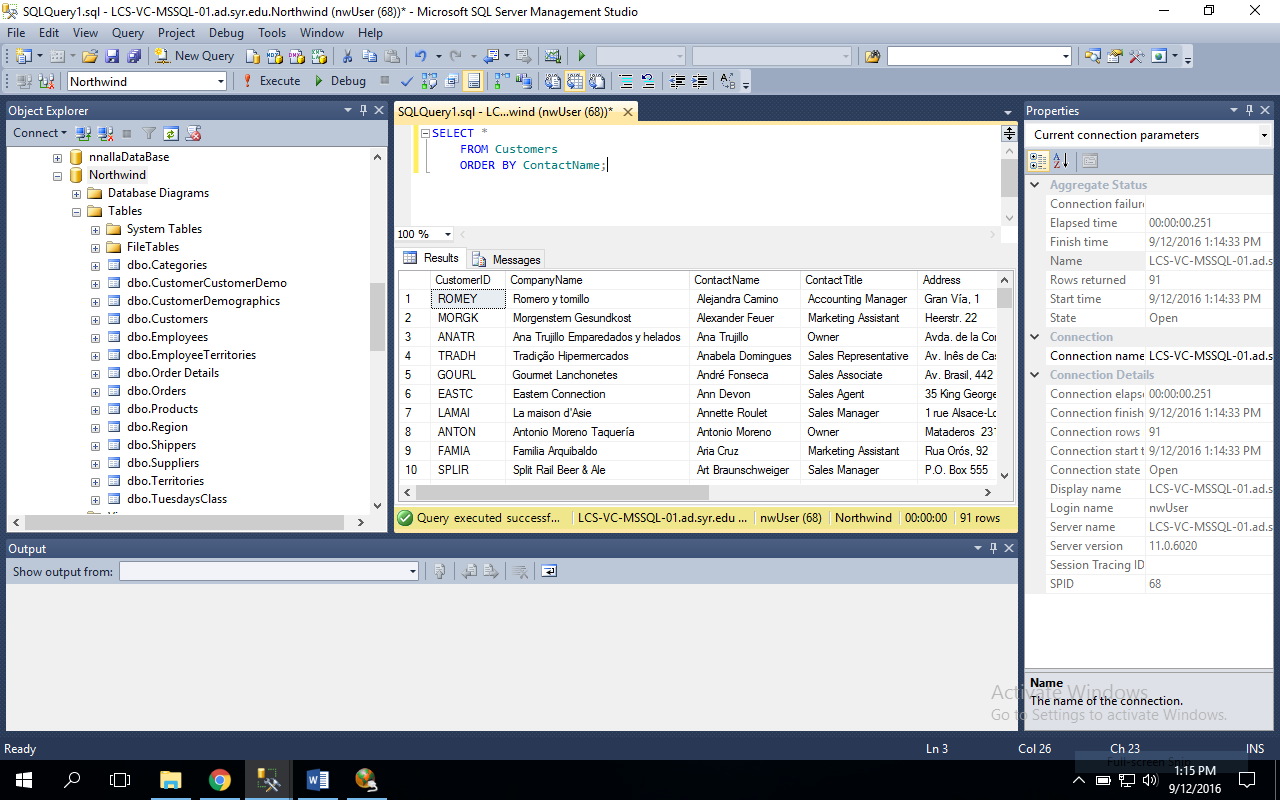 SQLQuery1.sql - LCS-VC-MSSQL-01.ad.syr.edu.Northwind (nwUser (68))* - Microsoft SQL Server Management Studio
File Edit View Query Project Debug Tools Window Help
New Query
Northwind Execute Debug
Object Explorer
Connect
nnallaDataBase
Northwind
Database Diagrams
Tables
System Tables
FileTables
dbo.Categories
dbo.CustomerCustomerDemo
dbo.CustomerDemographics
dbo.Customers
dbo.Employees
dbo.EmployeeTerritories
dbo.Order Details
dbo.Orders
dbo.Products
dbo.Region
dbo.Shippers
dbo.Suppliers
dbo.Territories
dbo.TuesdaysClass
SQLQuery1.sql - LC...wind (nwUser (68))*
SELECT *
FROM Customers
ORDER BY ContactName;
100 %
Results Messages
CustomerID CompanyName ContactName ContactTitle Address
1 ROMEY Romero y tomillo Alejandra Camino Accounting Manager Gran Vía, 1
2 MORGK Morgenstern Gesundkost Alexander Feuer Marketing Assistant Heerstr. 22
3 ANATR Ana Trujillo Emparedados y helados Ana Trujillo Owner Avda. de la Con
4 TRADH Tradição Hipermercados Anabela Domingues Sales Representative Av. Inês de Cas
5 GOURL Gourmet Lanchonetes André Fonseca Sales Associate Av. Brasil, 442
6 EASTC Eastern Connection Ann Devon Sales Agent 35 King George
7 LAMAI La maison d'Asie Annette Roulet Sales Manager 1 rue Alsace-Lo
8 ANTON Antonio Moreno Taquería Antonio Moreno Owner Mataderos 231
9 FAMIA Familia Arquibaldo Aria Cruz Marketing Assistant Rua Orós, 92
10 SPLIR Split Rail Beer & Ale Art Braunschweiger Sales Manager P.O. Box 555
Query executed successf... LCS-VC-MSSQL-01.ad.syr.edu ... nwUser (68) Northwind 00:00:00 91 rows
Properties
Current connection parameters
Aggregate Status
Connection failure
Elapsed time 00:00:00.251
Finish time 9/12/2016 1:14:33 PM
Name LCS-VC-MSSQL-01.ad.s
Rows returned 91
Start time 9/12/2016 1:14:33 PM
State Open
Connection
Connection name LCS-VC-MSSQL-01.ad.s
Connection Details
Connection elaps 00:00:00.251
Connection finish 9/12/2016 1:14:33 PM
Connection rows 91
Connection start t 9/12/2016 1:14:33 PM
Connection state Open
Display name LCS-VC-MSSQL-01.ad.s
Login name nwUser
Server name LCS-VC-MSSQL-01.ad.s
Server version 11.0.6020
Session Tracing ID
SPID 68
Name
The name of the connection.
Activate Windows
Go to Settings to activate Windows.
Output
Show output from:
Ready Ln 3 Col 26 Ch 23 INS
Full-screen Snip
1:15 PM
9/12/2016